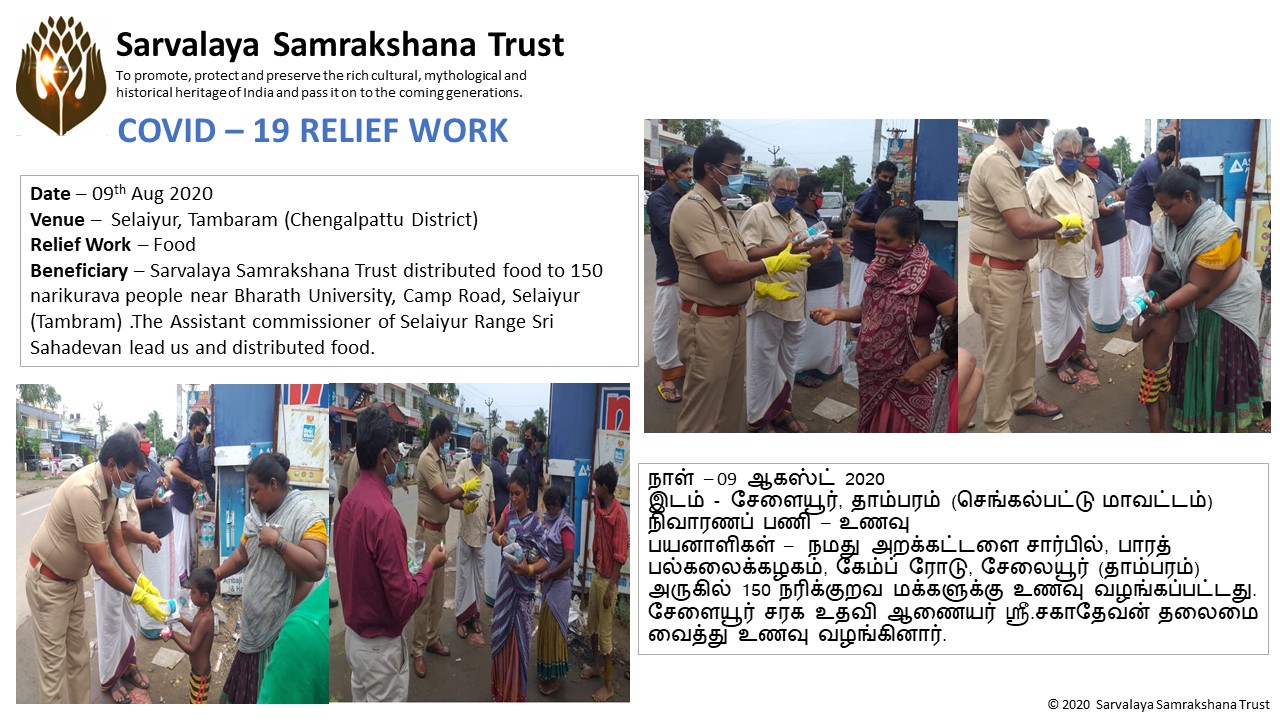 Sarvalaya Samrakshana Trust
To promote, protect and preserve the rich cultural, mythological and
historical heritage of India and pass it on to the coming generations.
COVID – 19 RELIEF WORK
Date – 09th Aug 2020
Venue – Selaiyur, Tambaram (Chengalpattu District)
Relief Work – Food
Beneficiary – Sarvalaya Samrakshana Trust distributed food to 150
narikurava people near Bharath University, Camp Road, Selaiyur
(Tambram) .The Assistant commissioner of Selaiyur Range Sri
Sahadevan lead us and distributed food.
நாள் – 09 ஆகஸ்ட் 2020
இடம் - சேளையூர், தாம்பரம் (செங்கல்பட்டு மாவட்டம்)
நிவாரணப் பணி – உணவு
பயனாளிகள் – நமது அறக்கட்டளை சார்பில், பாரத்
பல்கலைக்கழகம், கேம்ப் ரோடு, சேலையூர் (தாம்பரம்)
அருகில் 150 நரிக்குறவ மக்களுக்கு உணவு வழங்கப்பட்டது.
சேளையூர் சரக உதவி ஆணையர் ஸ்ரீ.சகாதேவன் தலைமை
வைத்து உணவு வழங்கினார்.
© 2020 Sarvalaya Samrakshana Trust